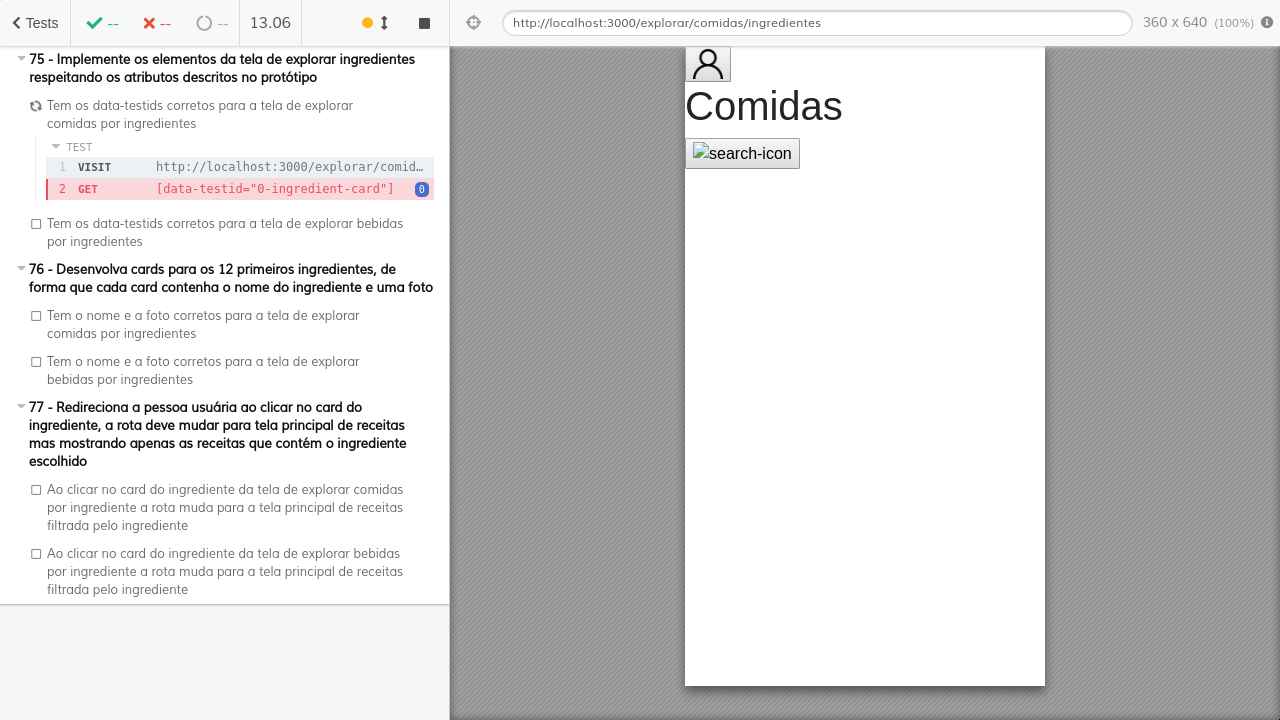 Tests
--
--
--
13.06
http://localhost:3000/explorar/comidas/ingredientes
360 x 640 (100%)
75 - Implemente os elementos da tela de explorar ingredientes
respeitando os atributos descritos no protótipo
Tem os data-testids corretos para a tela de explorar
comidas por ingredientes
TEST
1 VISIT http://localhost:3000/explorar/comid…
2 GET [data-testid="0-ingredient-card"] 0
Tem os data-testids corretos para a tela de explorar bebidas
por ingredientes
76 - Desenvolva cards para os 12 primeiros ingredientes, de
forma que cada card contenha o nome do ingrediente e uma foto
Tem o nome e a foto corretos para a tela de explorar
comidas por ingredientes
Tem o nome e a foto corretos para a tela de explorar
bebidas por ingredientes
77 - Redireciona a pessoa usuária ao clicar no card do
ingrediente, a rota deve mudar para tela principal de receitas
mas mostrando apenas as receitas que contém o ingrediente
escolhido
Ao clicar no card do ingrediente da tela de explorar comidas
por ingrediente a rota muda para a tela principal de receitas
filtrada pelo ingrediente
Ao clicar no card do ingrediente da tela de explorar bebidas
por ingrediente a rota muda para a tela principal de receitas
filtrada pelo ingrediente
Comidas
search-icon